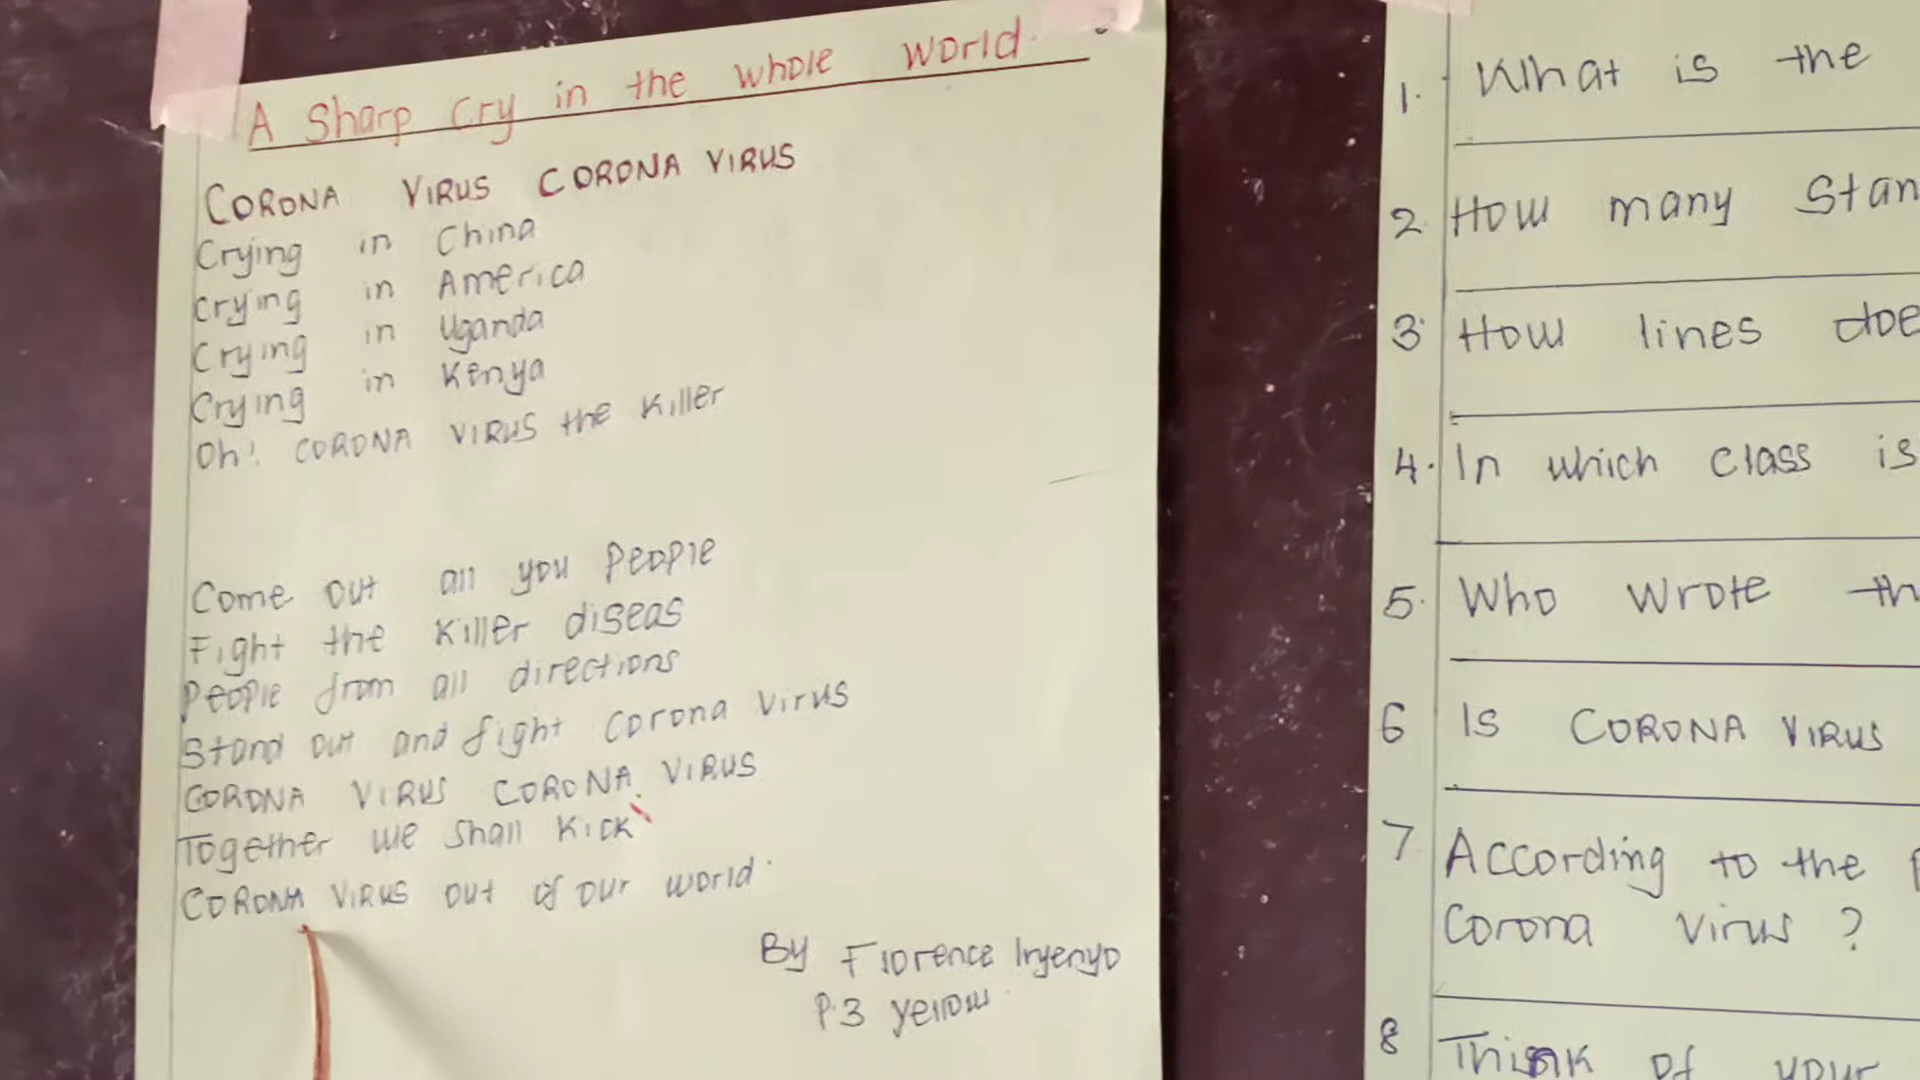 A Sharp Cry in the whole world.
CORONA VIRUS CORONA VIRUS
Crying in China
Crying in America
Crying in Uganda
Crying in Kenya
Oh! CORONA VIRUS the killer
Come out all you people
Fight the killer diseas
People from all directions
Stand out and fight Corona Virus
CORONA VIRUS CORONA VIRUS
Together we shall kick
CORONA VIRUS out of our world.
By Florence Inyenyo
P.3 yellow
1. What is the
2 How many Stan
3 How lines doe
4. In which class is
5. Who wrote th
6 Is CORONA VIRUS
7 According to the p
Corona Virus ?
8 Think of your